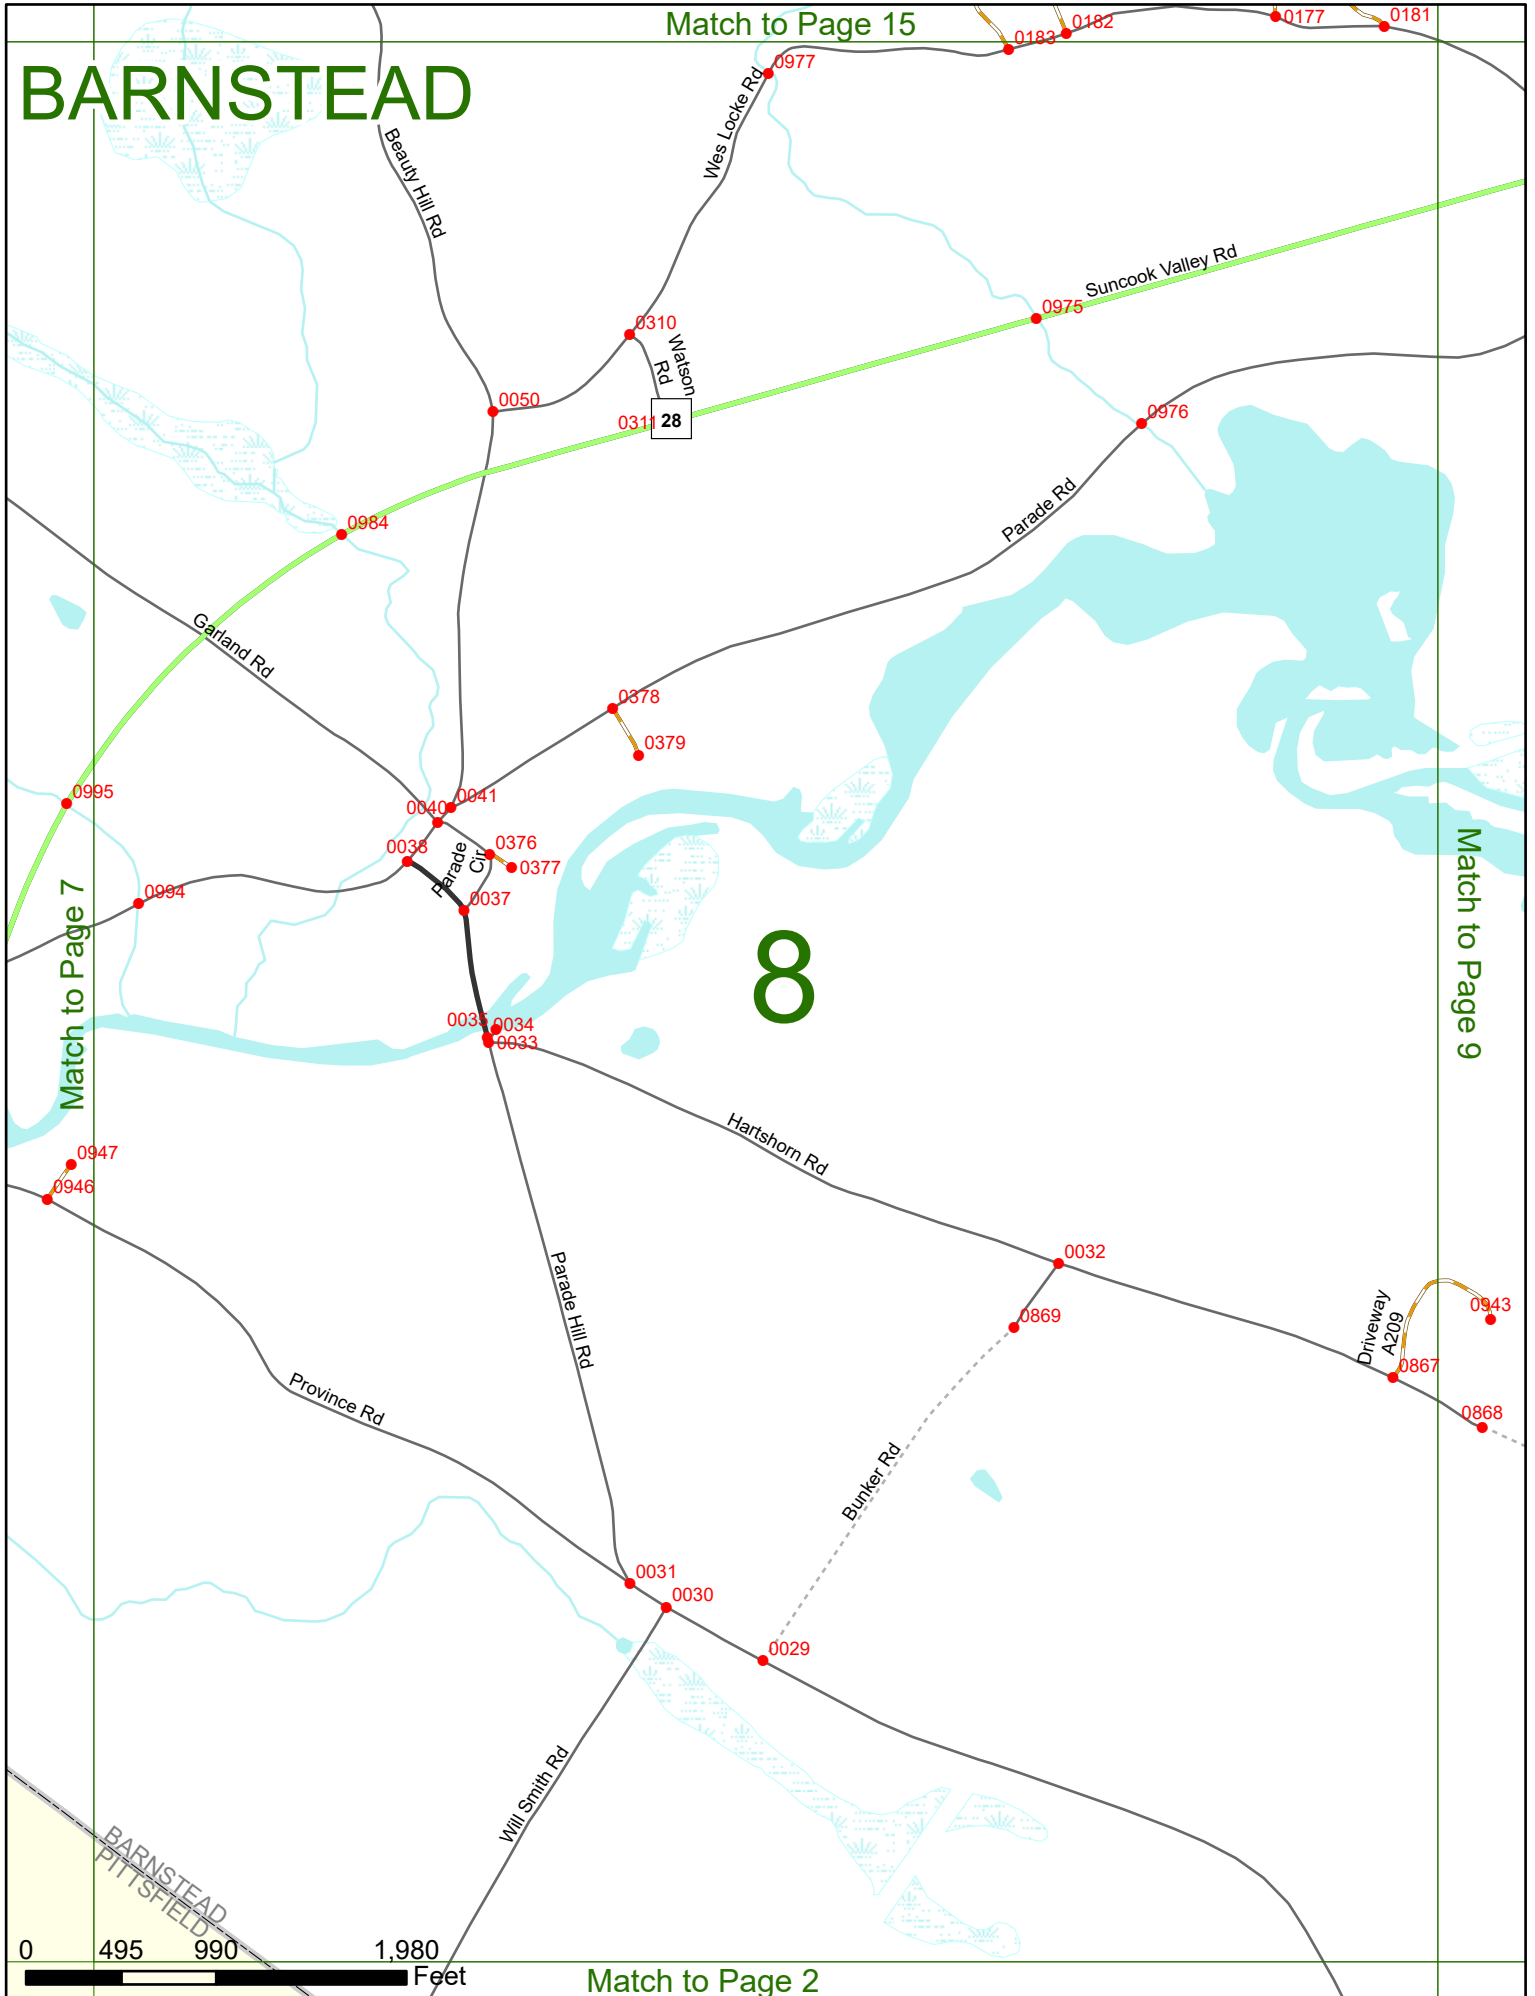 Match to Page 15
BARNSTEAD
0177
0181
0182
0183
0977
Wes Locke Rd
Beauty Hill Rd
Suncook Valley Rd
0975
0310
Watson
Rd
0050
0311
28
0976
Parade Rd
0984
Garland Rd
0378
0379
0995
0041
0040
0376
0038
0377
Parade
Cir
0037
0994
Match to Page 7
Match to Page 9
8
0035
0034
0033
Hartshorn Rd
0947
0946
0032
Parade Hill Rd
0869
0943
Driveway
A209
0867
0868
Province Rd
Bunker Rd
0031
0030
0029
Will Smith Rd
BARNSTEAD
PITTSFIELD
0 495 990 1,980
Feet
Match to Page 2